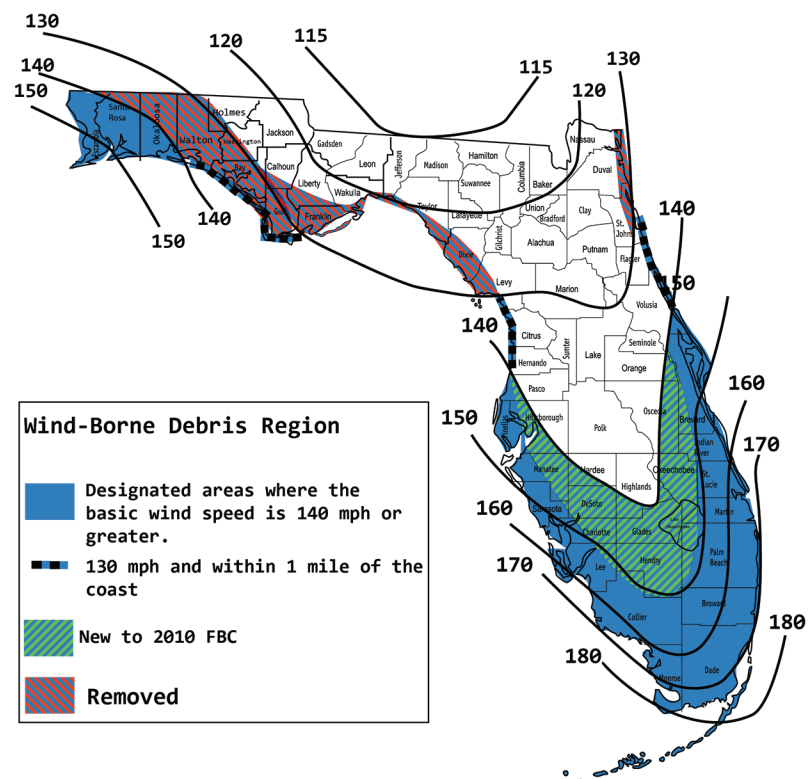 130
115
120
140
150
115
130
120
Holmes
Santa
Rosa
Okaloosa
Walton
Washington
Jackson
Gadsden
Leon
Jefferson
Madison
Hamilton
Nassau
Escambia
Bay
Calhoun
Liberty
Wakulla
Suwannee
Columbia
Baker
Duval
Gulf
Franklin
Taylor
Lafayette
Union
Bradford
Clay
St.
Johns
140
150
Gilchrist
Alachua
Putnam
Flagler
140
Dixie
Levy
Marion
150
Volusia
140
Citrus
Sumter
Lake
Seminole
Hernando
Orange
Pasco
160
Wind-Borne Debris Region
150
Pinellas
Hillsborough
Polk
Osceola
Brevard
170
Indian
River
Manatee
Hardee
Highlands
Okeechobee
St.
Lucie
Designated areas where the
basic wind speed is 140 mph or
greater.
160
Sarasota
DeSoto
Martin
Charlotte
Glades
Lake
130 mph and within 1 mile of the
coast
170
Lee
Hendry
Palm
Beach
New to 2010 FBC
Collier
Broward
180
180
Removed
Monroe
Dade